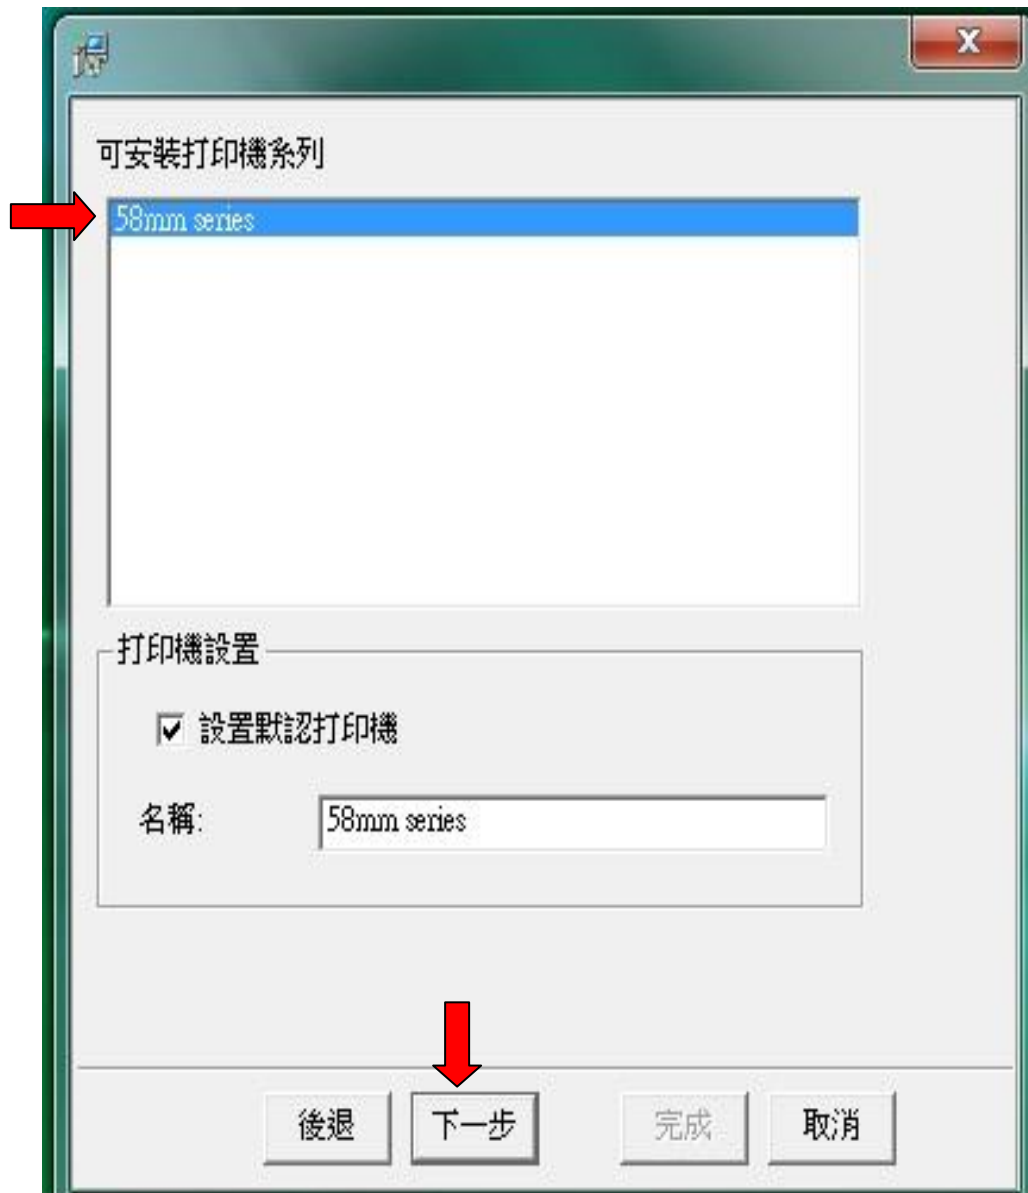 X
可安裝打印機系列
58mm series
打印機設置
設置默認打印機
名稱: 58mm series
後退 下一步 完成 取消